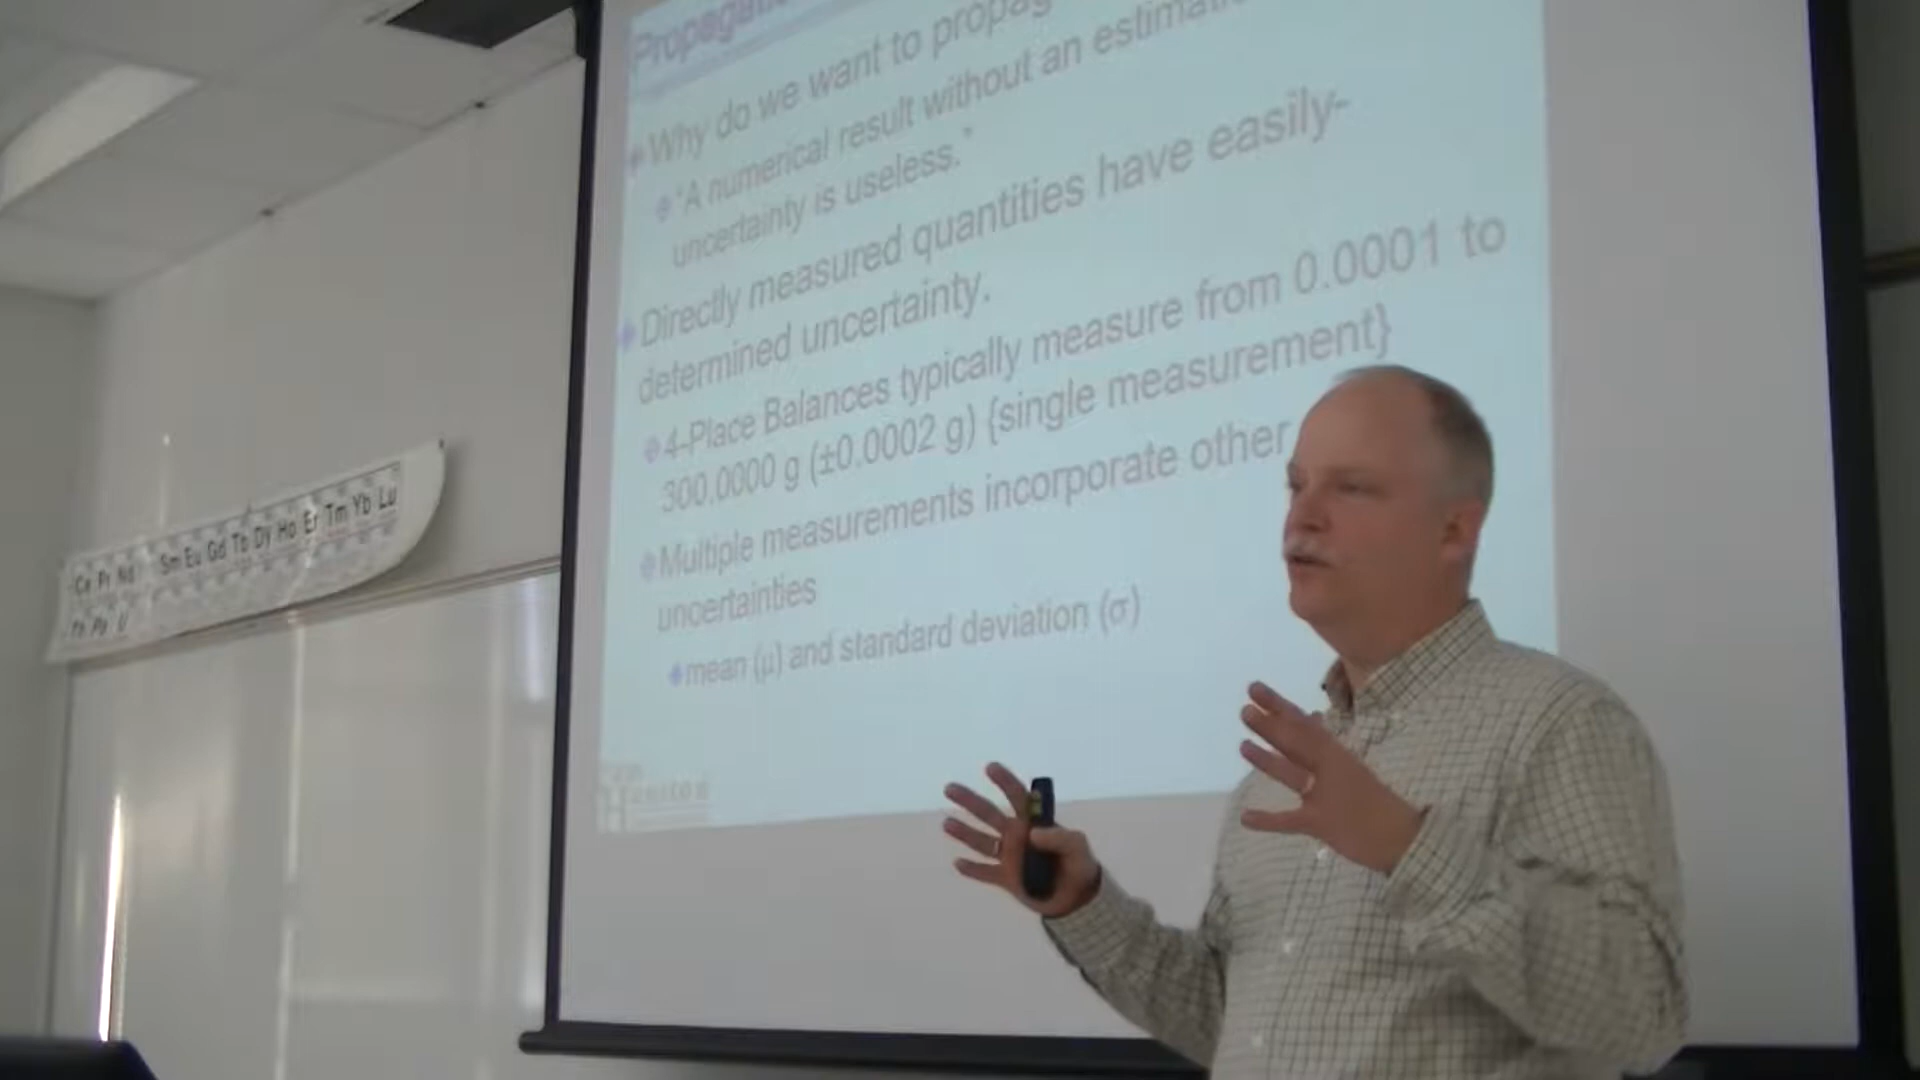 Why do we want to
"A numerical result without an
uncertainty is useless."
Directly measured quantities have easily-
determined uncertainty.
4-Place Balances typically measure from 0.0001 to
300.0000 g (±0.0002 g) {single measurement}
Multiple measurements incorporate other
uncertainties
mean (μ) and standard deviation (σ)
Ce Pr Nd Sm Eu Gd Tb Dy Ho Er Tm Yb Lu
Th Pa U